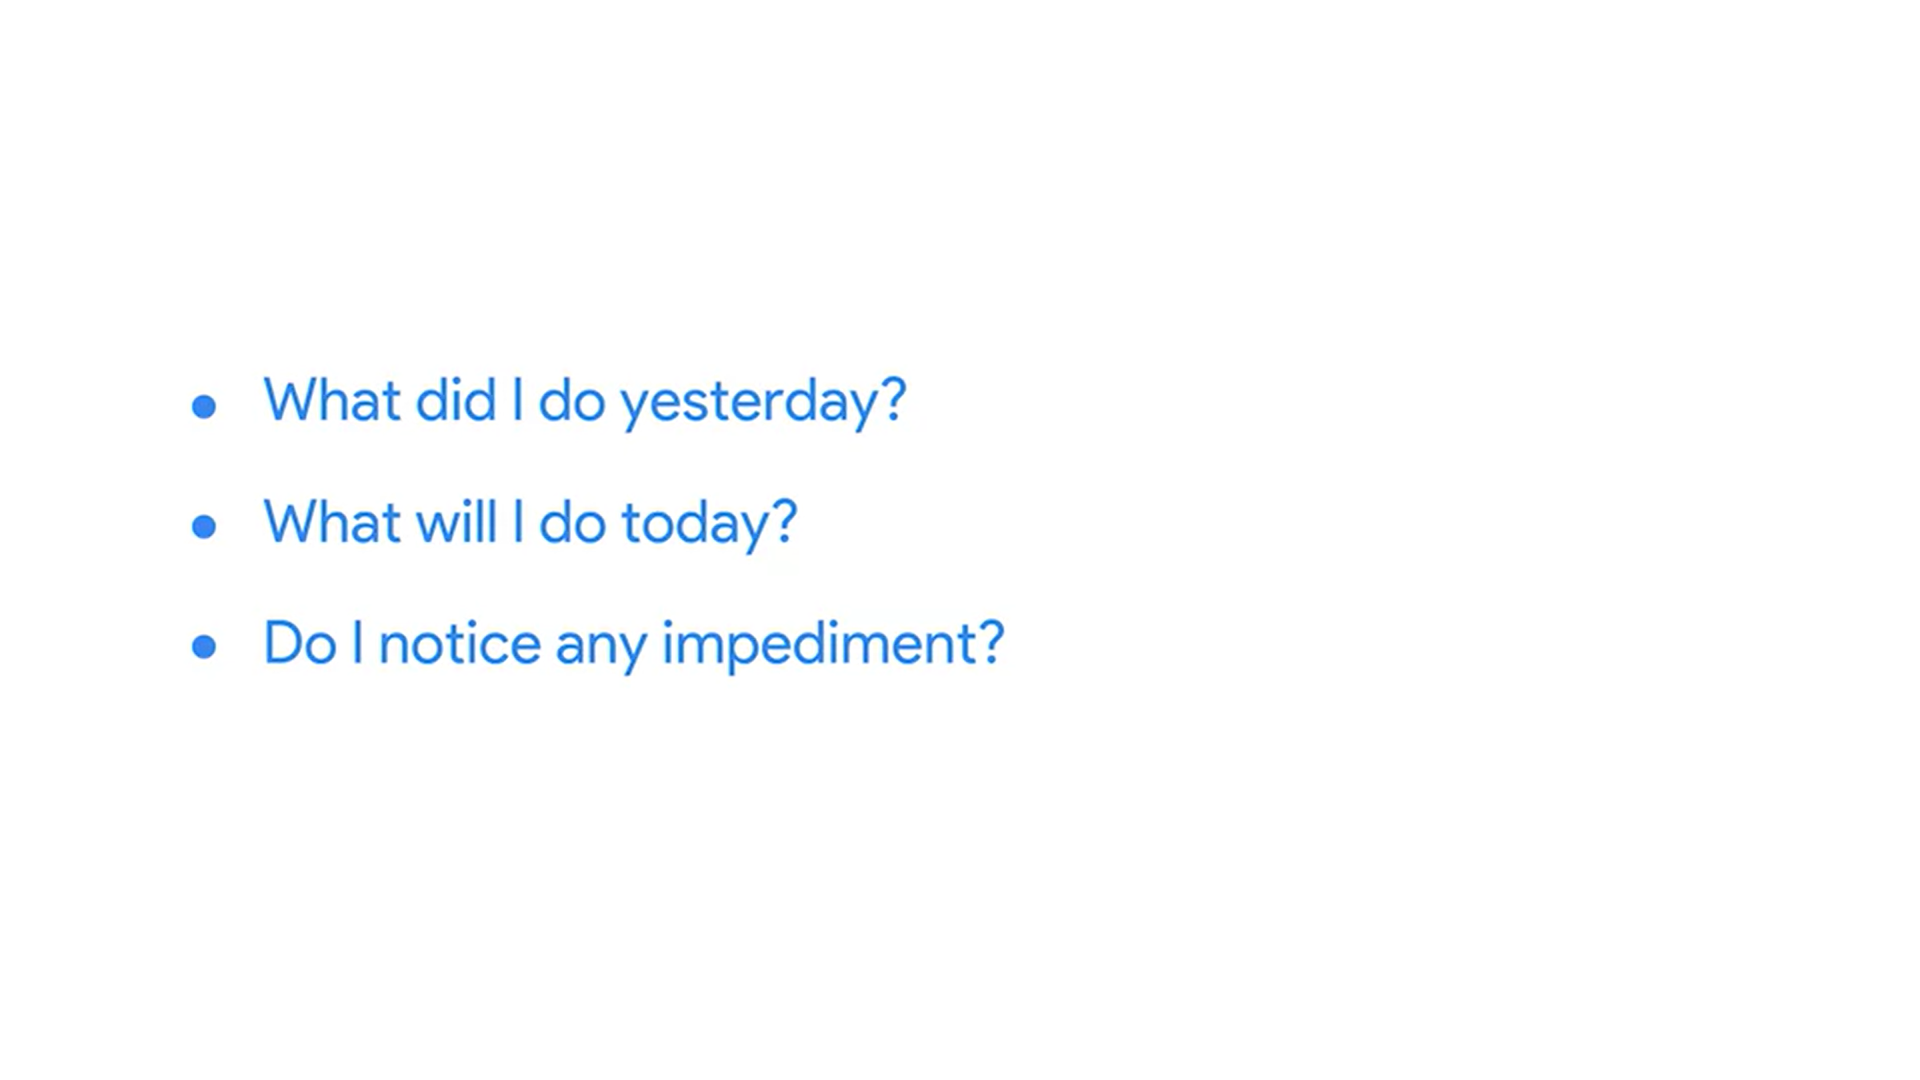 • What did I do yesterday?
• What will I do today?
• Do I notice any impediment?